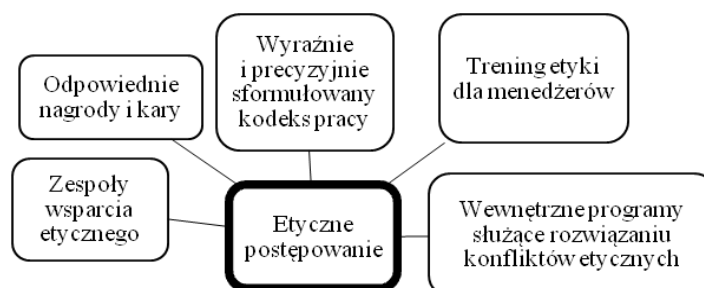 Odpowiednie
nagrody i kary
Wyraźnie
i precyzyjnie
sformułowany
kodeks pracy
Trening etyki
dla menedżerów
Zespoły
wsparcia
etycznego
Etyczne
postępowanie
Wewnętrzne programy
służące rozwiązaniu
konfliktów etycznych